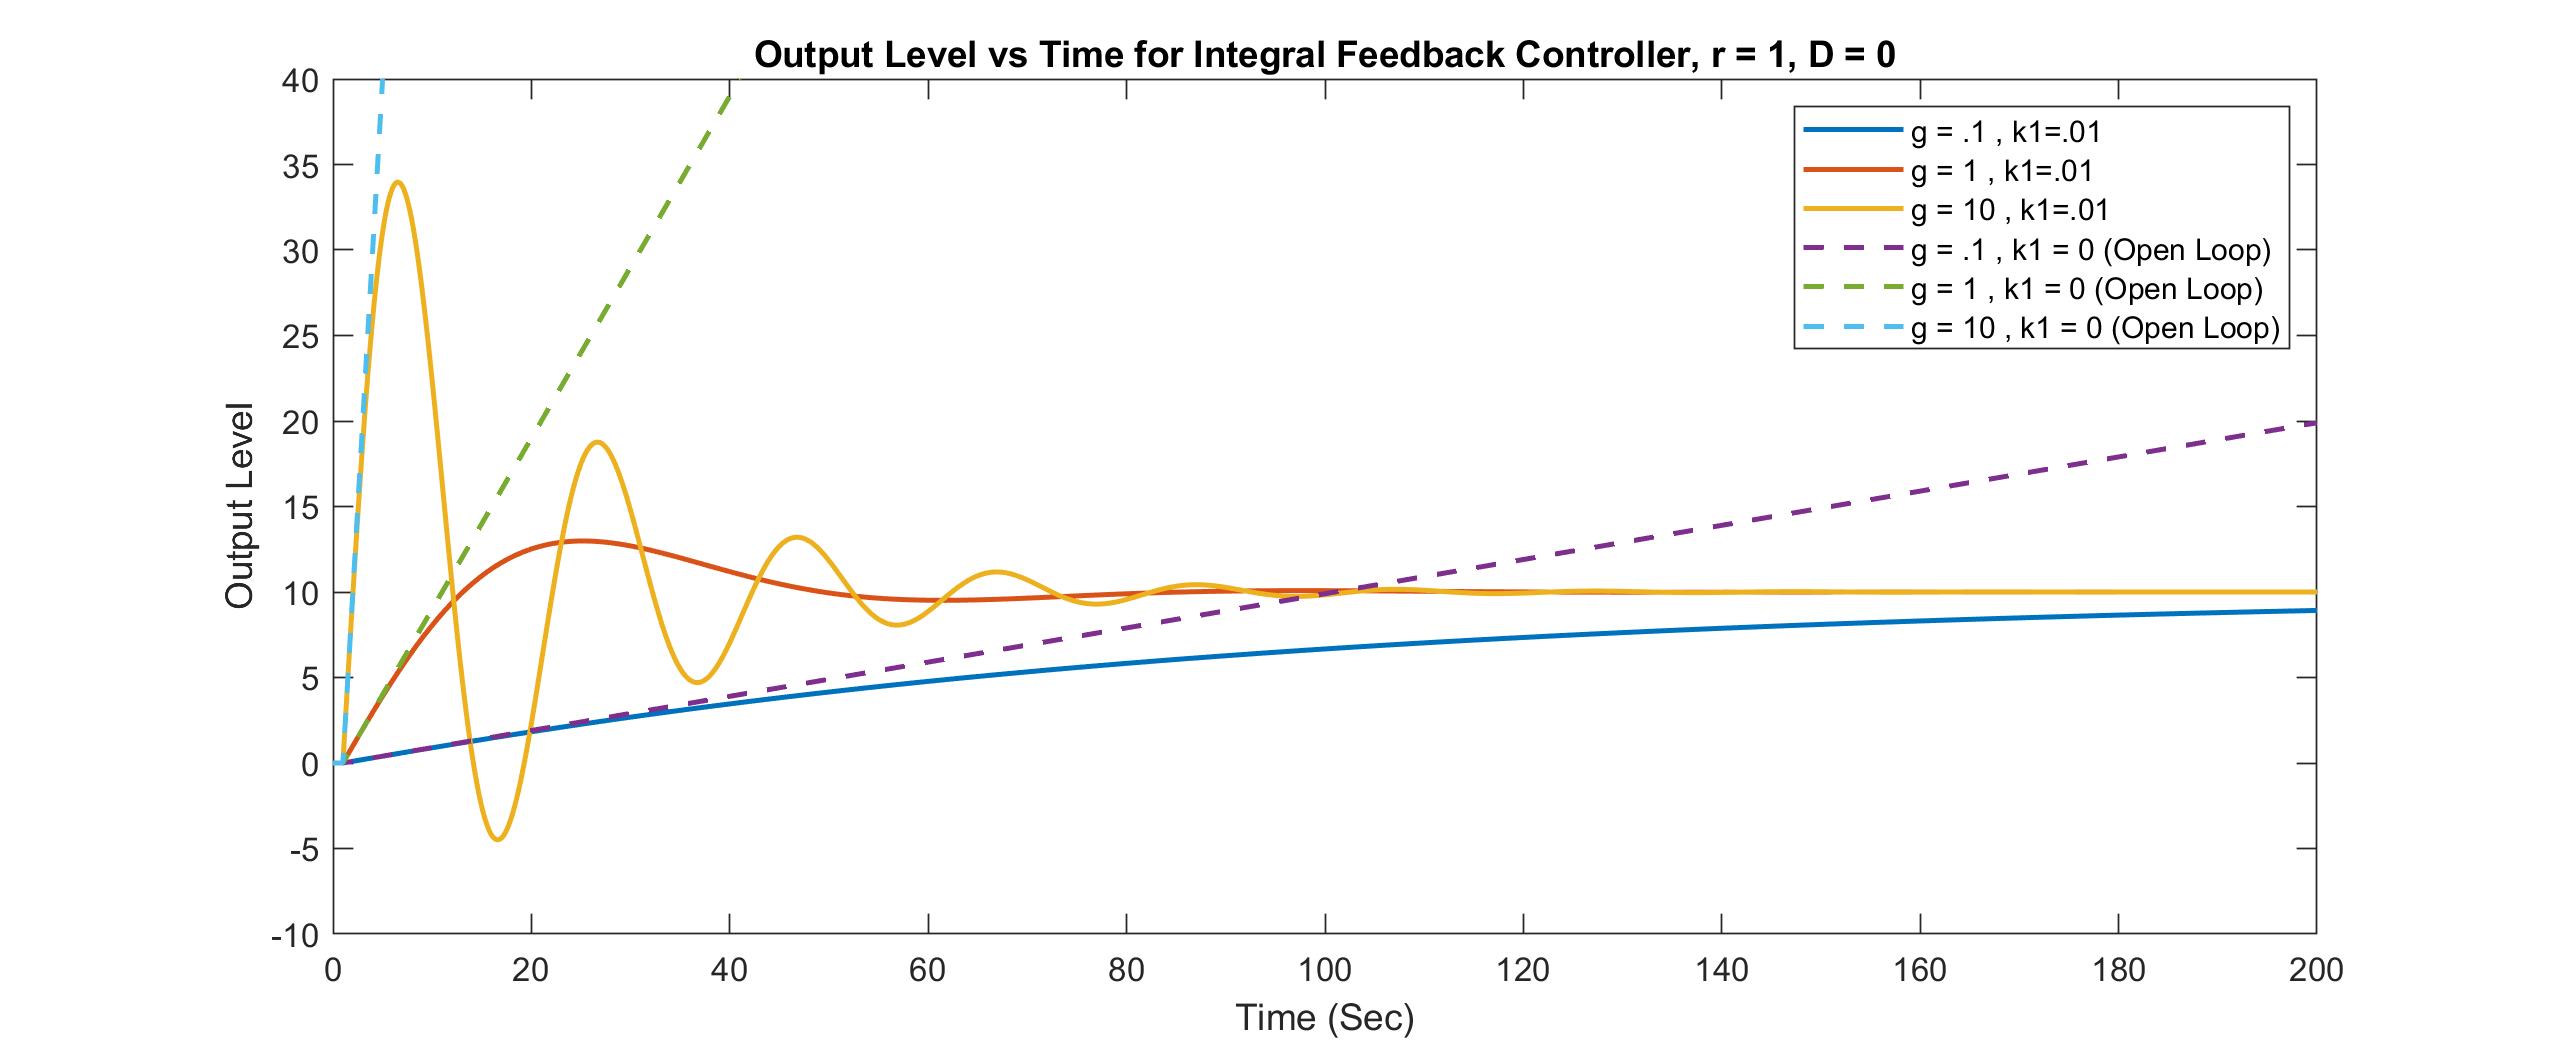 Output Level vs Time for Integral Feedback Controller, r = 1, D = 0
40
35
30
25
20
15
10
5
0
-5
-10
Output Level
g = .1 , k1=.01
g = 1 , k1=.01
g = 10 , k1=.01
g = .1 , k1 = 0 (Open Loop)
g = 1 , k1 = 0 (Open Loop)
g = 10 , k1 = 0 (Open Loop)
0 20 40 60 80 100 120 140 160 180 200
Time (Sec)